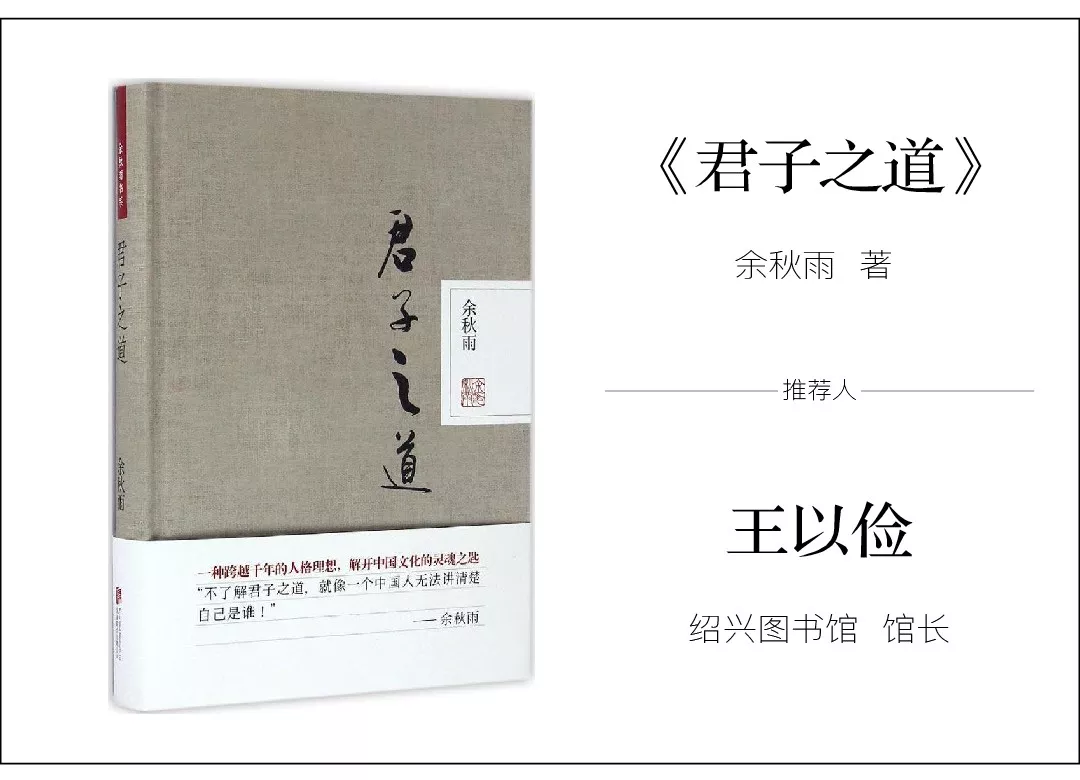 余秋雨书系
君子之道
余秋雨
君子之道
余秋雨
一种跨越千年的人格理想，解开中国文化的灵魂之匙
“不了解君子之道，就像一个中国人无法讲清楚
自己是谁！”
——余秋雨
《君子之道》
余秋雨 著
推荐人
王以俭
绍兴图书馆 馆长